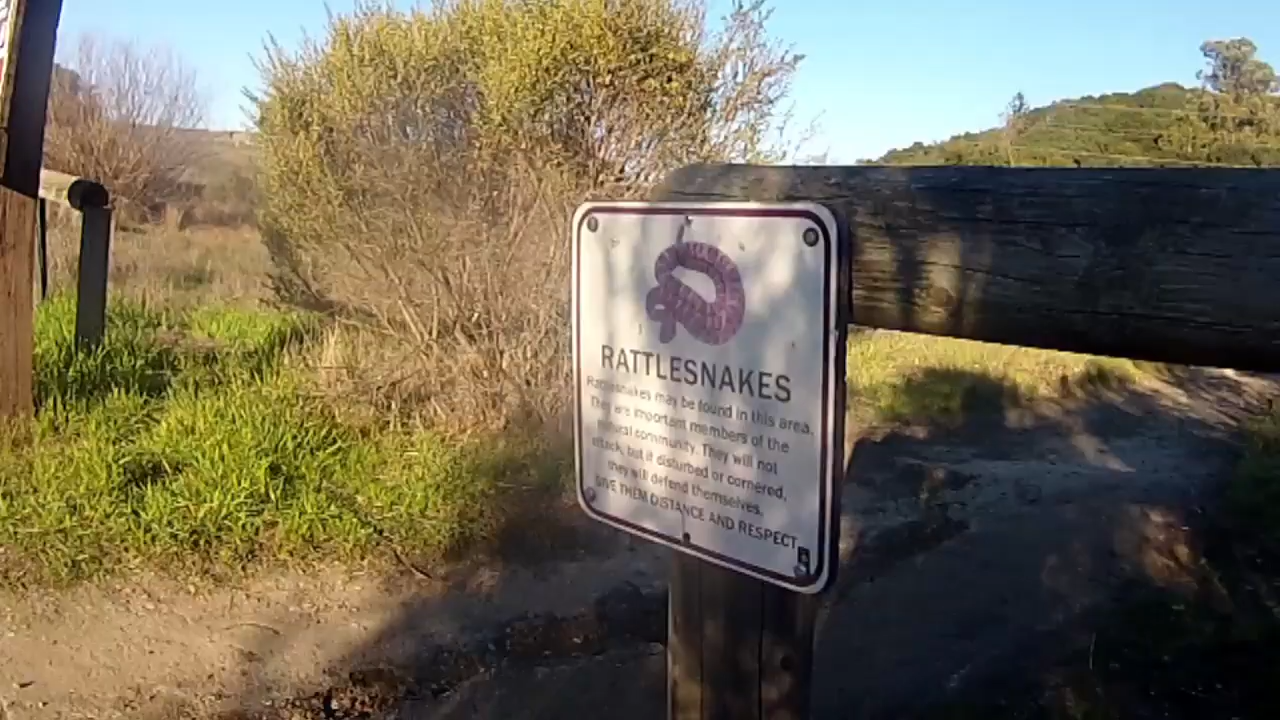 RATTLESNAKES
Rattlesnakes may be found in this area.
They are important members of the
natural community. They will not
attack, but if disturbed or cornered,
they will defend themselves.
GIVE THEM DISTANCE AND RESPECT